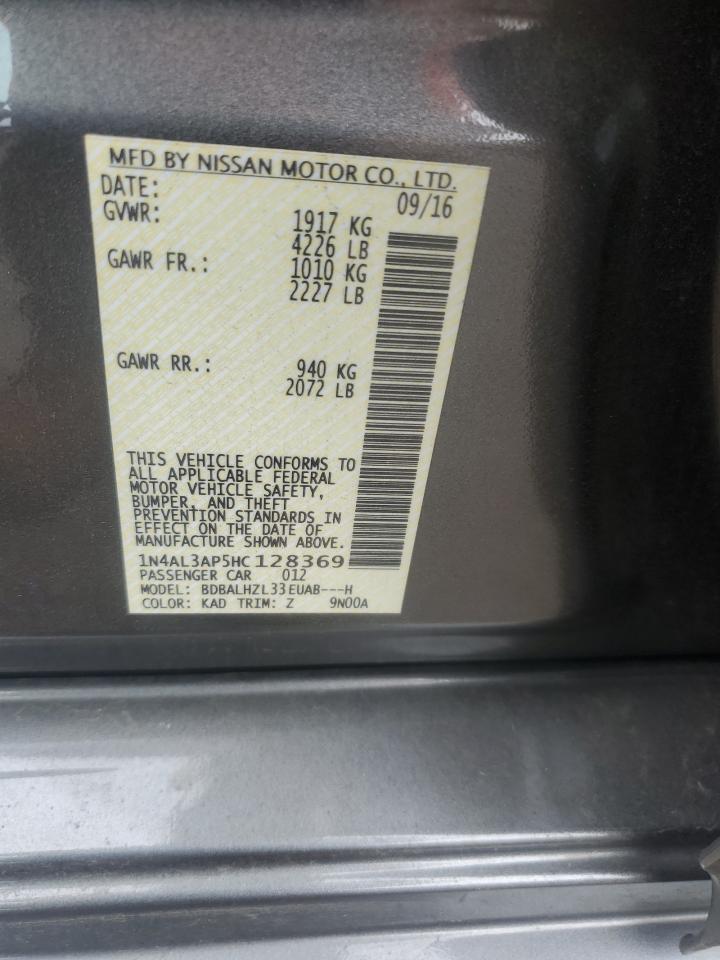 MFD BY NISSAN MOTOR CO., LTD.
DATE: 09/16
GVWR: 1917 KG
4226 LB
GAWR FR.: 1010 KG
2227 LB
GAWR RR.: 940 KG
2072 LB
THIS VEHICLE CONFORMS TO
ALL APPLICABLE FEDERAL
MOTOR VEHICLE SAFETY,
BUMPER, AND THEFT
PREVENTION STANDARDS IN
EFFECT ON THE DATE OF
MANUFACTURE SHOWN ABOVE.
1N4AL3AP5HC128369
PASSENGER CAR 012
MODEL: BDBALHZL33EUAB---H
COLOR: KAD TRIM: Z 9N00A